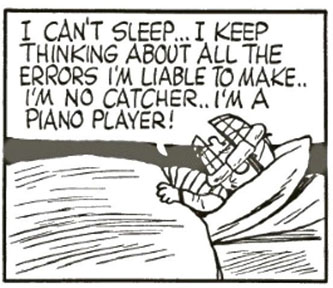 I CAN'T SLEEP... I KEEP
THINKING ABOUT ALL THE
ERRORS I'M LIABLE TO MAKE..
I'M NO CATCHER.. I'M A
PIANO PLAYER!